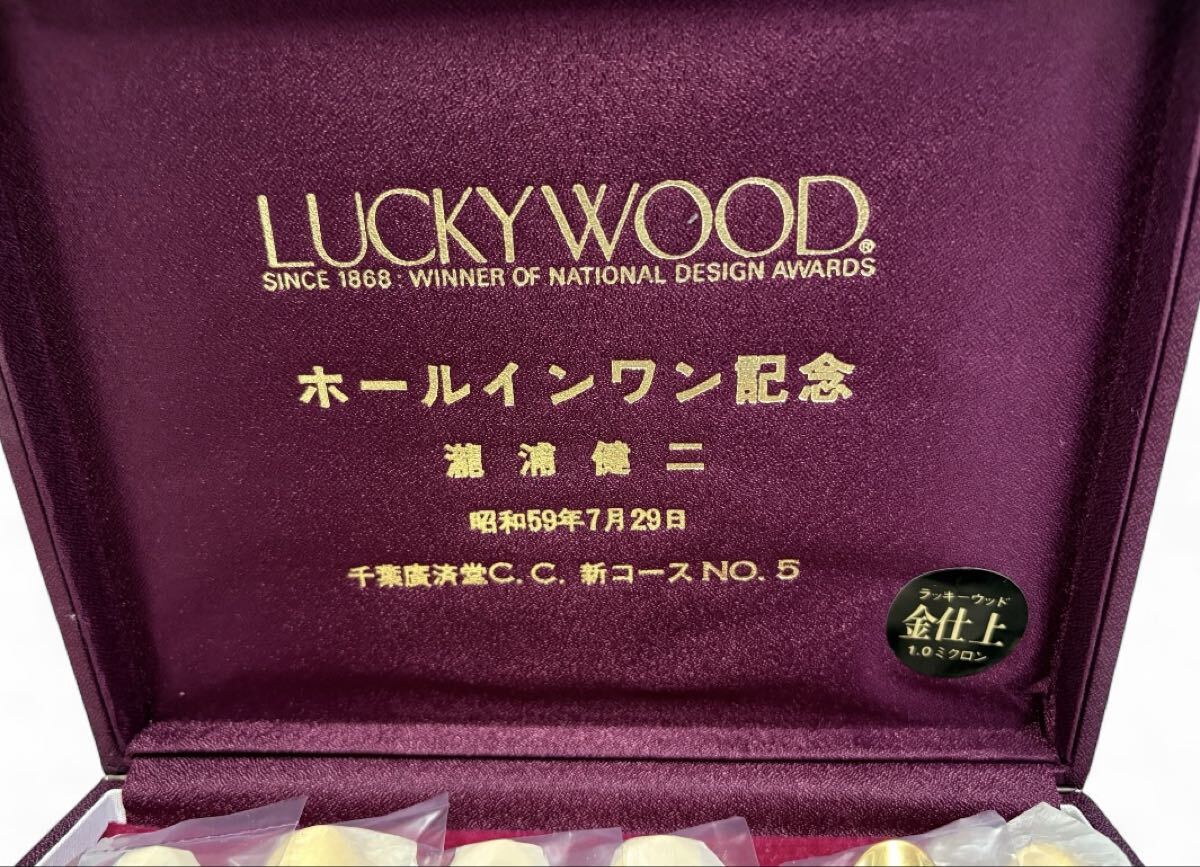 LUCKYWOOD®
SINCE 1868・WINNER OF NATIONAL DESIGN AWARDS
ホールインワン記念
瀧浦健二
昭和59年7月29日
千葉廣済堂C.C. 新コースNO.5
ラッキーウッド
金仕上
1.0ミクロン